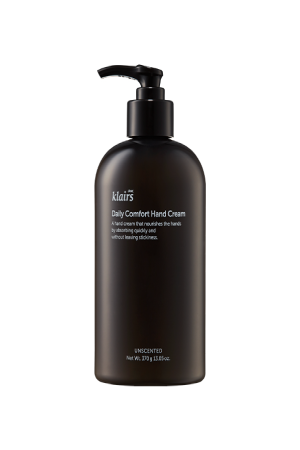 dear,
klairs
Daily Comfort Hand Cream
A hand cream that nourishes the hands
by absorbing quickly and
without leaving stickiness.
UNSCENTED
Net Wt. 370 g 13.05 oz.